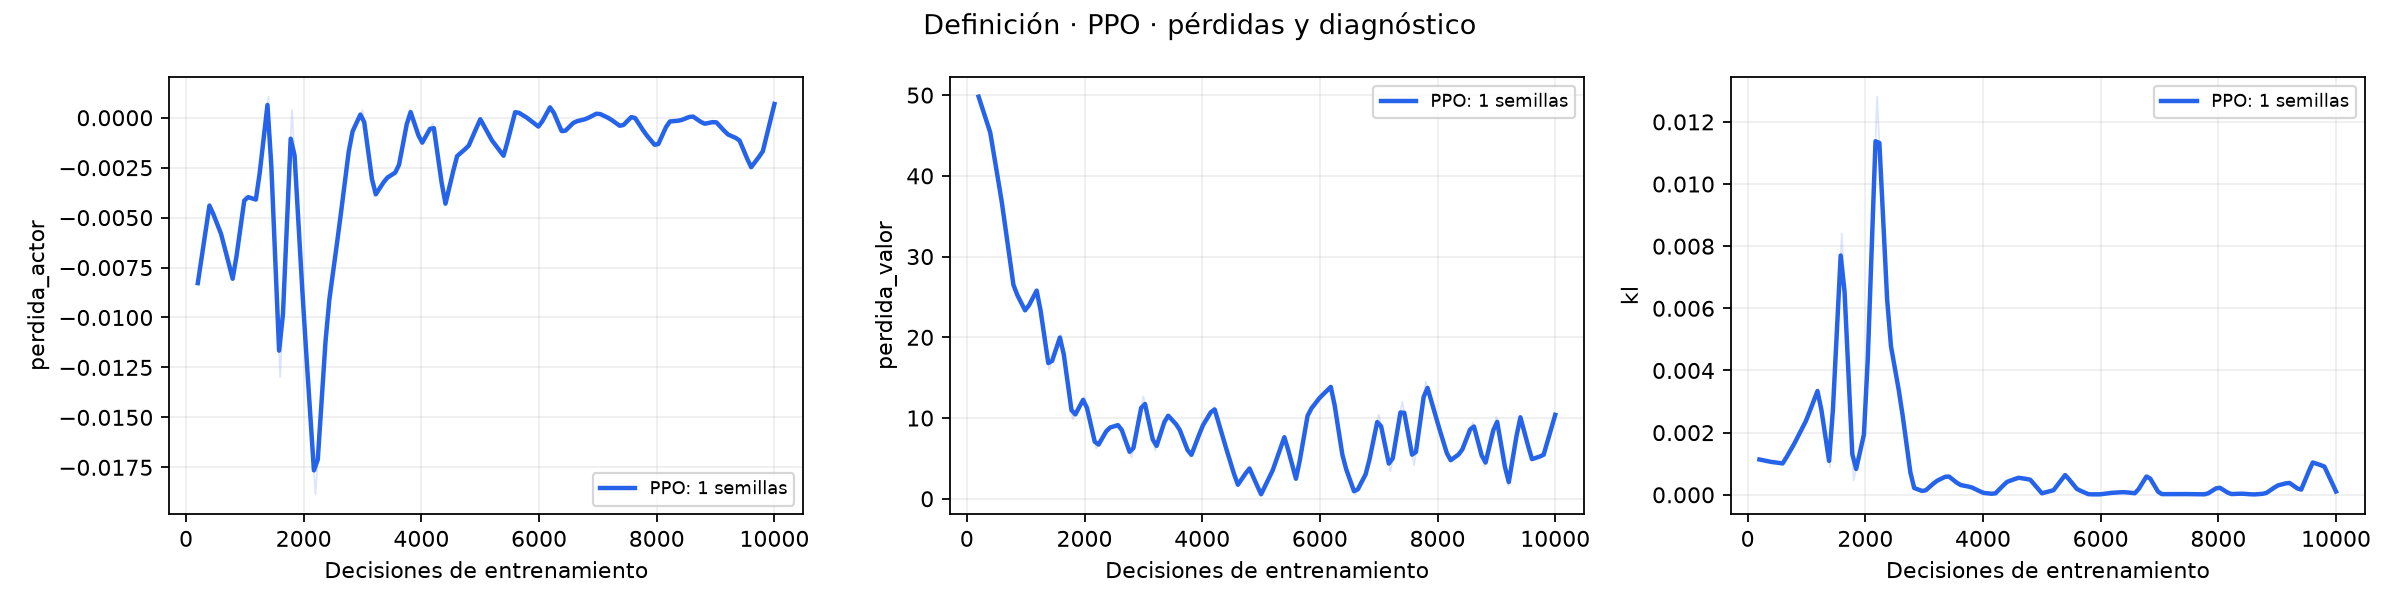 Definición · PPO · pérdidas y diagnóstico
perdida_actor
0.0000
−0.0025
−0.0050
−0.0075
−0.0100
−0.0125
−0.0150
−0.0175
PPO: 1 semillas
0 2000 4000 6000 8000 10000
Decisiones de entrenamiento
perdida_valor
50
40
30
20
10
0
PPO: 1 semillas
0 2000 4000 6000 8000 10000
Decisiones de entrenamiento
kl
0.012
0.010
0.008
0.006
0.004
0.002
0.000
PPO: 1 semillas
0 2000 4000 6000 8000 10000
Decisiones de entrenamiento